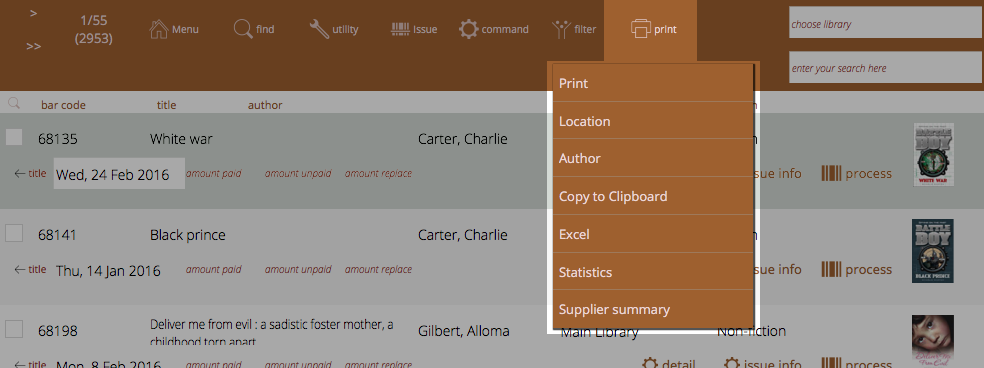 >
>>
1/55
(2953)
Menu
find
utility
issue
command
filter
print
choose library
enter your search here
Print
Location
Author
Copy to Clipboard
Excel
Statistics
Supplier summary
bar code title author
68135 White war Carter, Charlie
← title Wed, 24 Feb 2016 amount paid amount unpaid amount replace info process
BATTLE
BOY
WHITE WAR
68141 Black prince Carter, Charlie
← title Thu, 14 Jan 2016 amount paid amount unpaid amount replace info process
BATTLE
BOY
BLACK PRINCE
68198 Deliver me from evil : a sadistic foster mother, a Gilbert, Alloma Main Library Non-fiction
childhood torn apart
← title Mon, 8 Feb 2016 amount paid amount unpaid amount replace detail issue info process